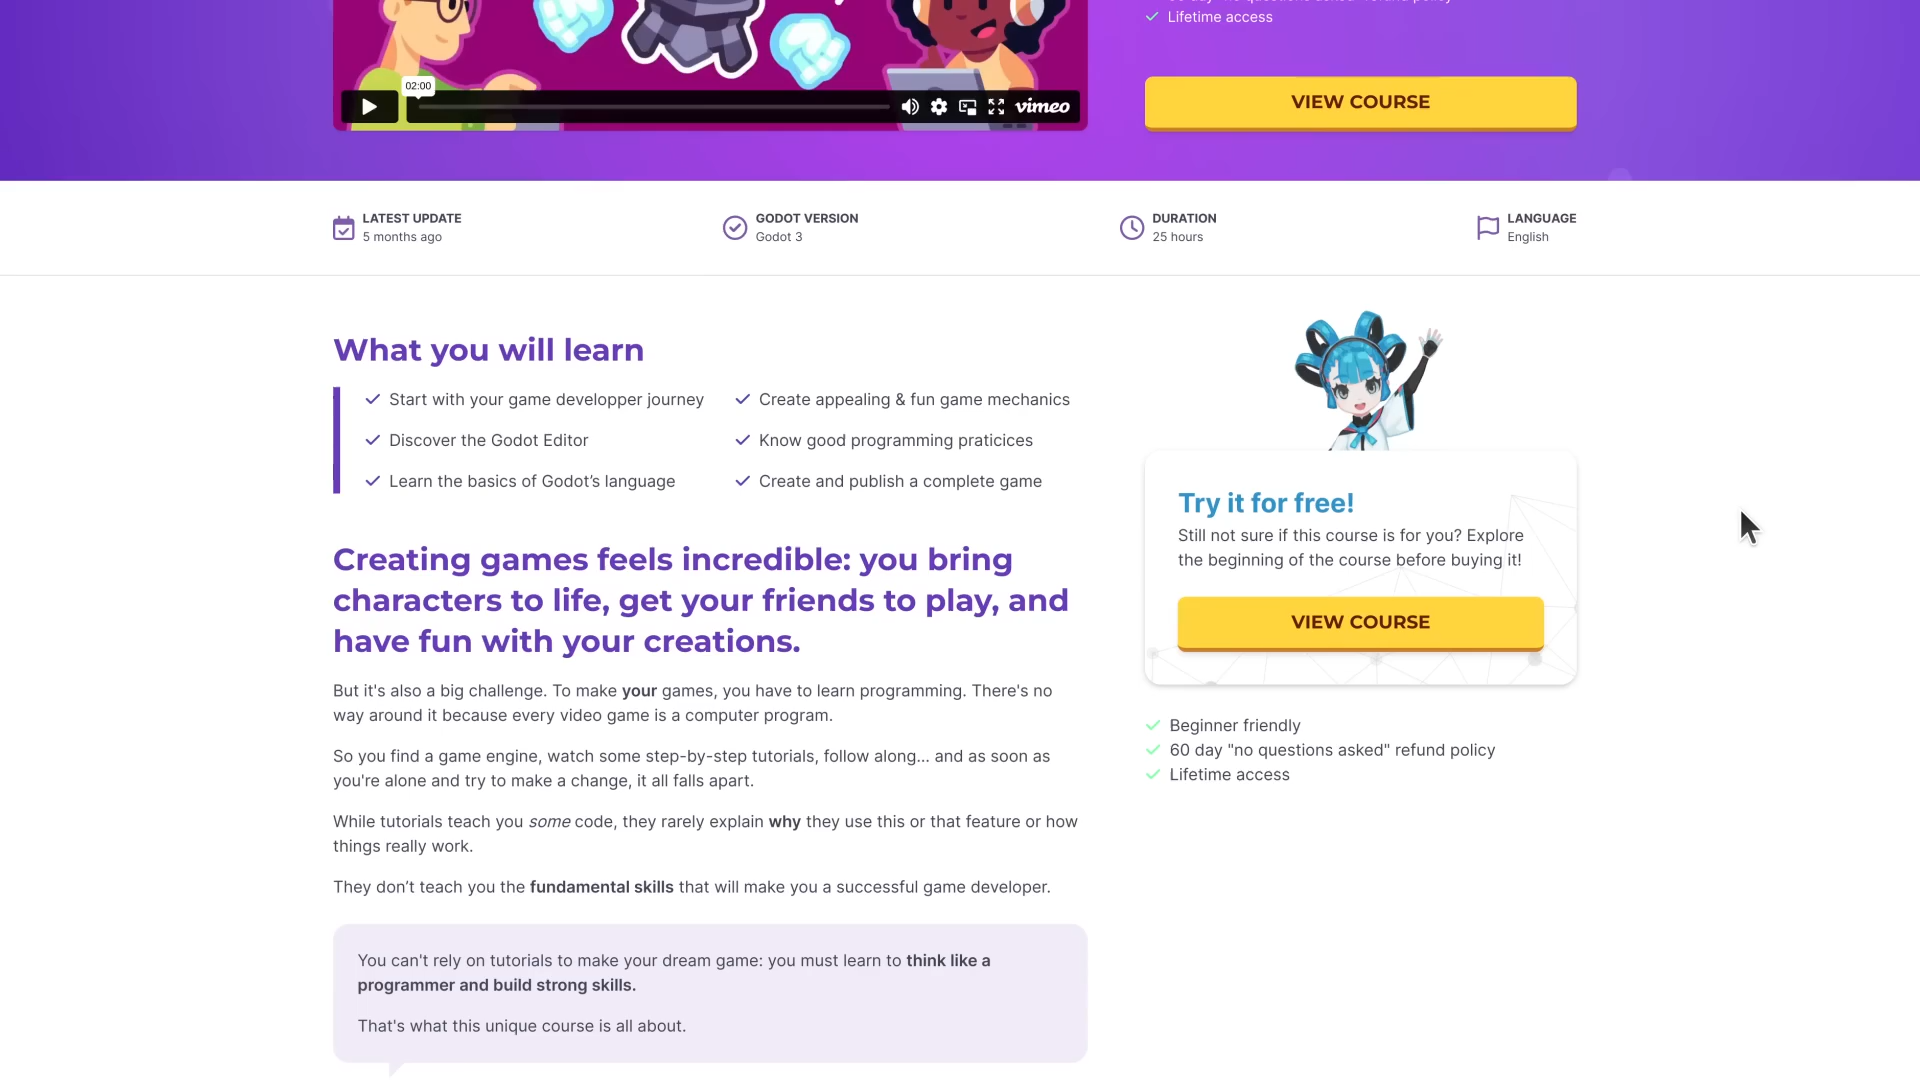 Lifetime access
02:00
vimeo
VIEW COURSE
LATEST UPDATE
5 months ago
GODOT VERSION
Godot 3
DURATION
25 hours
LANGUAGE
English
What you will learn
Start with your game developper journey
Create appealing & fun game mechanics
Discover the Godot Editor
Know good programming praticices
Learn the basics of Godot’s language
Create and publish a complete game
Creating games feels incredible: you bring
characters to life, get your friends to play, and
have fun with your creations.
But it's also a big challenge. To make your games, you have to learn programming. There's no
way around it because every video game is a computer program.
So you find a game engine, watch some step-by-step tutorials, follow along... and as soon as
you're alone and try to make a change, it all falls apart.
While tutorials teach you some code, they rarely explain why they use this or that feature or how
things really work.
They don’t teach you the fundamental skills that will make you a successful game developer.
You can't rely on tutorials to make your dream game: you must learn to think like a
programmer and build strong skills.
That's what this unique course is all about.
Try it for free!
Still not sure if this course is for you? Explore
the beginning of the course before buying it!
VIEW COURSE
Beginner friendly
60 day "no questions asked" refund policy
Lifetime access